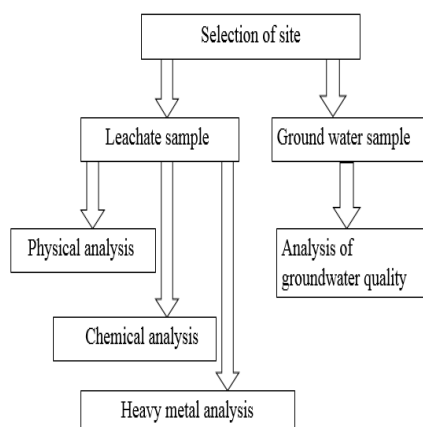 Selection of site
Leachate sample
Ground water sample
Physical analysis
Analysis of
groundwater quality
Chemical analysis
Heavy metal analysis